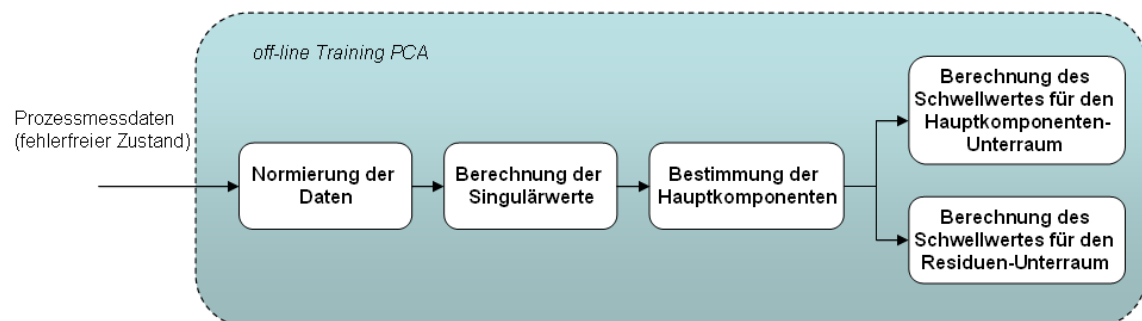 off-line Training PCA
Prozessmessdaten
(fehlerfreier Zustand)
Normierung der
Daten
Berechnung der
Singulärwerte
Bestimmung der
Hauptkomponenten
Berechnung des
Schwellwertes für den
Hauptkomponenten-
Unterraum
Berechnung des
Schwellwertes für den
Residuen-Unterraum